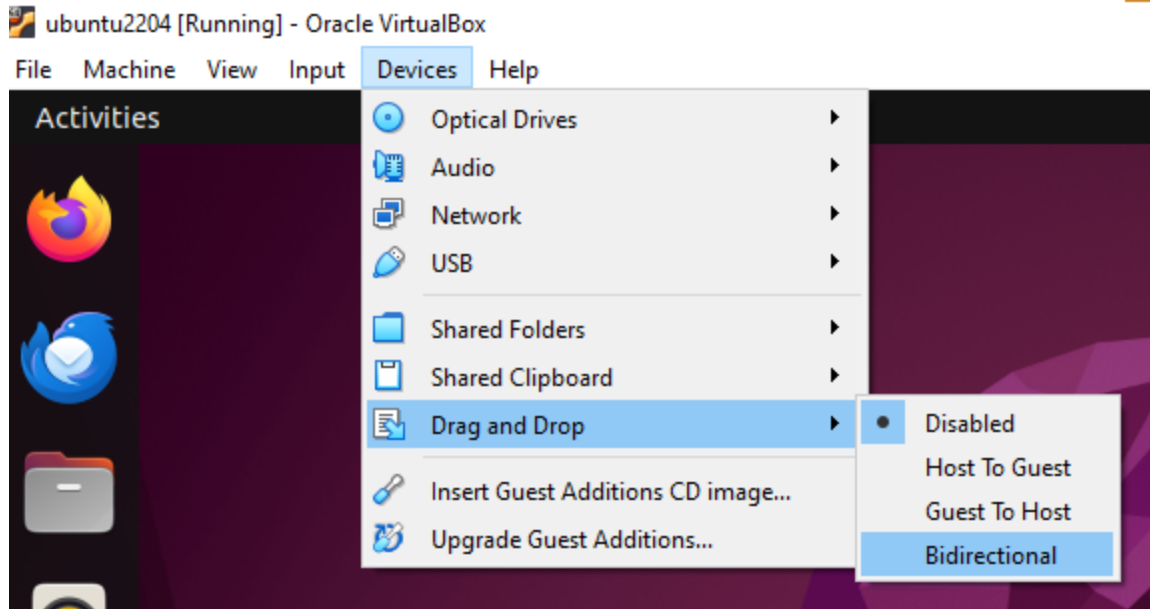 ubuntu2204 [Running] - Oracle VirtualBox
File Machine View Input Devices Help
Activities
Optical Drives
Audio
Network
USB
Shared Folders
Shared Clipboard
Drag and Drop
Insert Guest Additions CD image...
Upgrade Guest Additions...
Disabled
Host To Guest
Guest To Host
Bidirectional